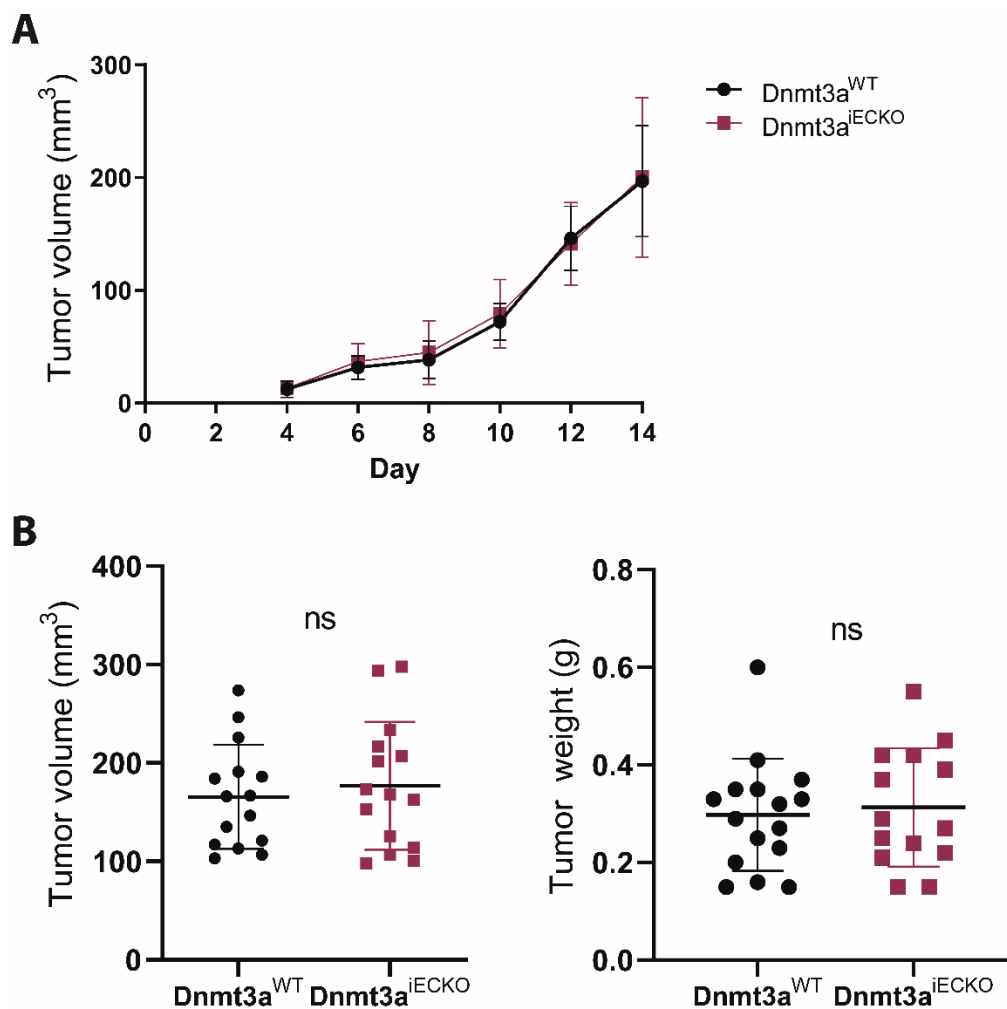 A
Tumor volume (mm³)
300
200
100
0
0 2 4 6 8 10 12 14
Day
Dnmt3aᵂᵀ
Dnmt3aⁱᴱᶜᴷᴼ
B
Tumor volume (mm³)
400
300
200
100
0
ns
Dnmt3aᵂᵀ Dnmt3aⁱᴱᶜᴷᴼ
Tumor weight (g)
0.8
0.6
0.4
0.2
0.0
ns
Dnmt3aᵂᵀ Dnmt3aⁱᴱᶜᴷᴼ